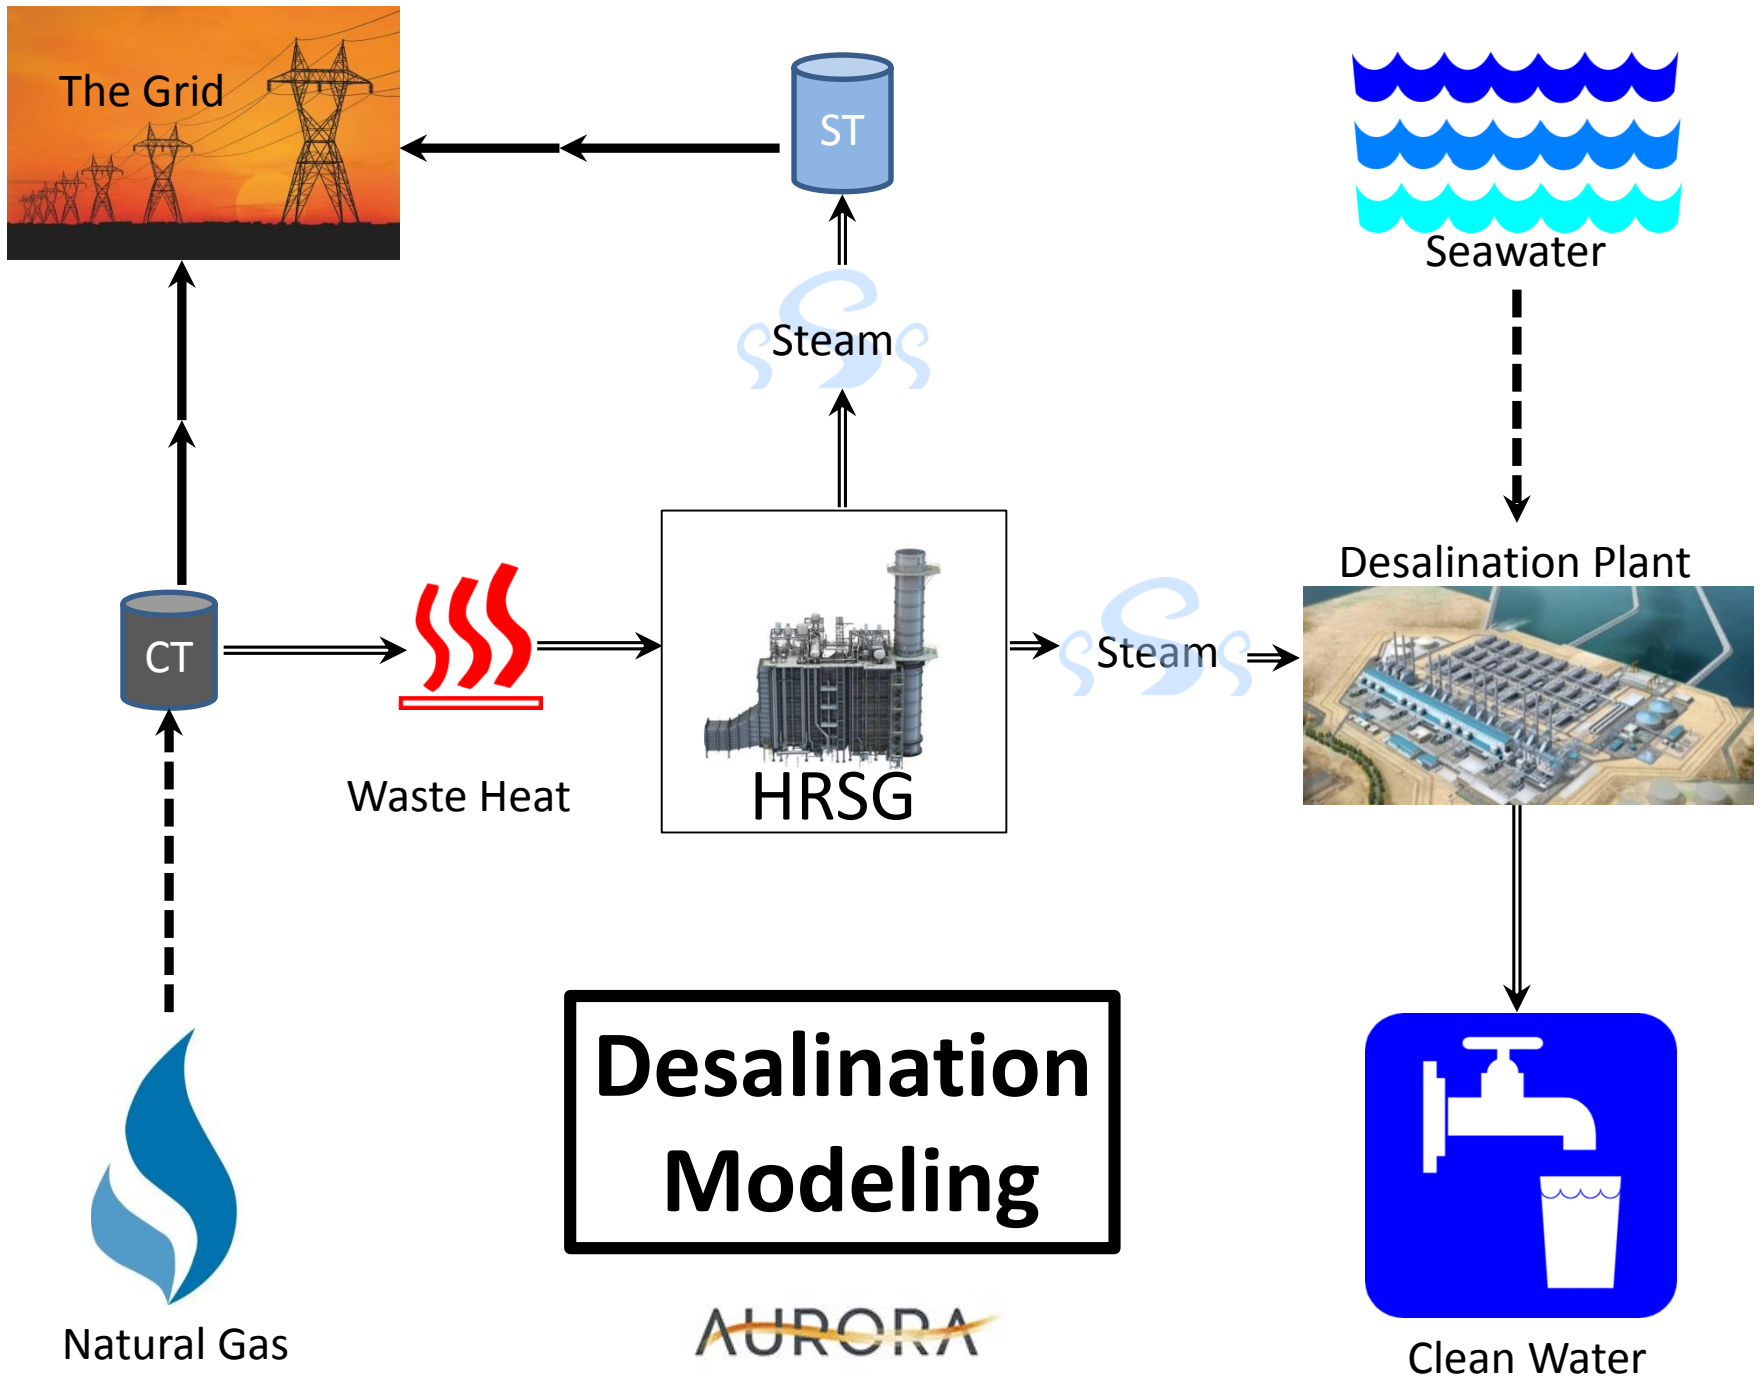 The Grid
ST
Seawater
Steam
Desalination Plant
CT
Steam
Waste Heat
HRSG
Desalination
Modeling
AURORA
Natural Gas
Clean Water